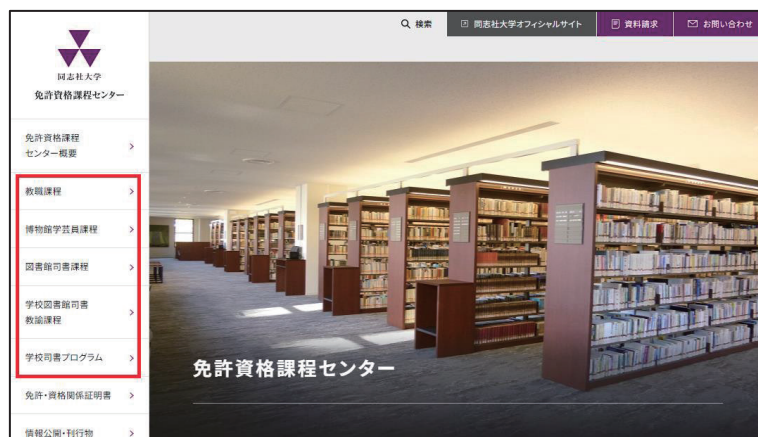 検索
同志社大学オフィシャルサイト
資料請求
お問い合わせ
同志社大学
免許資格課程センター
免許資格課程
センター概要
教職課程
博物館学芸員課程
図書館司書課程
学校図書館司書
教諭課程
学校司書プログラム
免許・資格関係証明書
情報公開・刊行物
免許資格課程センター